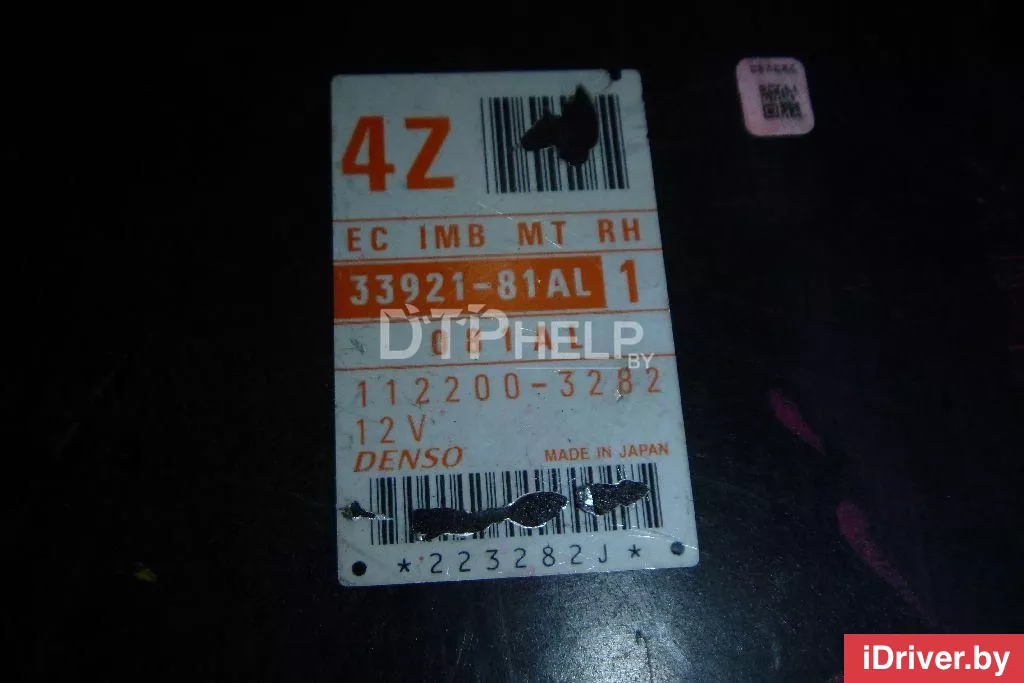 4Z
EC IMB MT RH
33921-81AL 1
081AL
DTPHELP.BY
112200-3282
12V
DENSO MADE IN JAPAN
*223282J*
iDriver.by